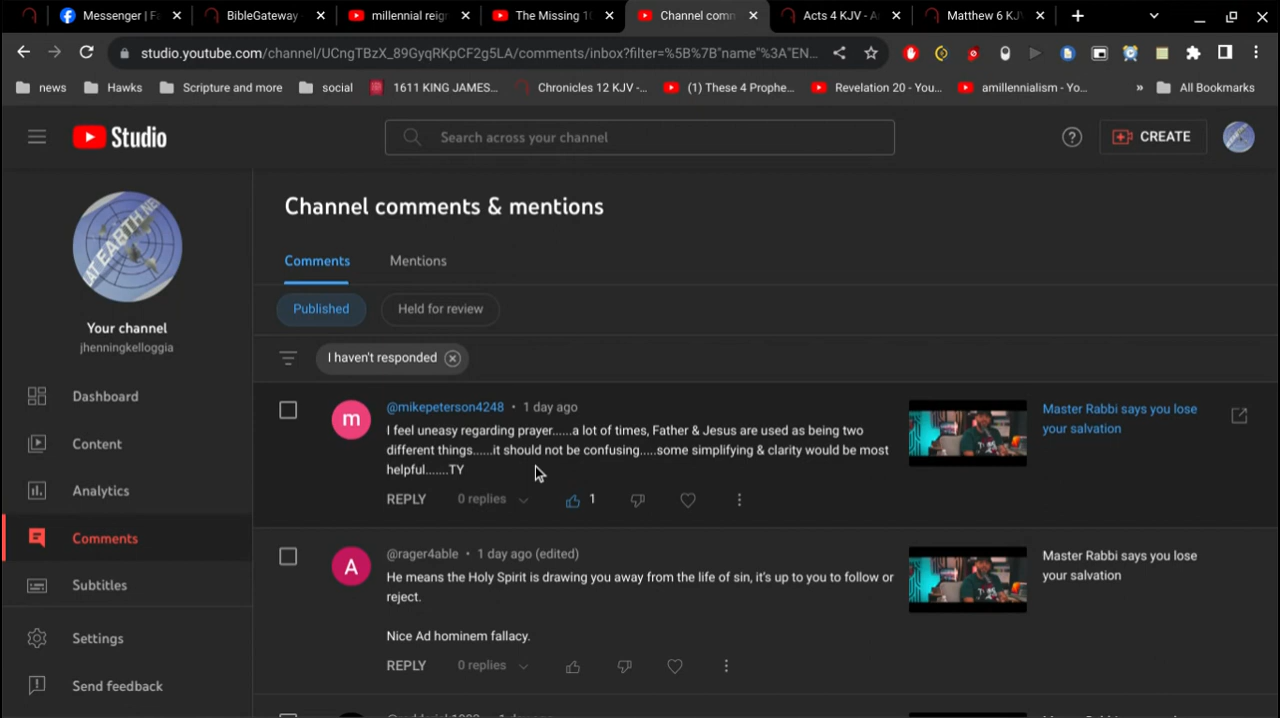 Messenger | Fa
BibleGateway
millennial reign
The Missing 10
Channel comm
Acts 4 KJV - A
Matthew 6 KJV
studio.youtube.com/channel/UCngTBzX_89GyqRKpCF2g5LA/comments/inbox?filter=%5B%7B"name"%3A"EN...
news
Hawks
Scripture and more
social
1611 KING JAMES...
Chronicles 12 KJV -...
(1) These 4 Prophe...
Revelation 20 - You...
amillennialism - Yo...
»
All Bookmarks
Studio
Search across your channel
CREATE
AT EARTH NE
Channel comments & mentions
Comments
Mentions
Published
Held for review
Your channel
jhenningkelloggia
I haven't responded
Dashboard
Content
Analytics
Comments
Subtitles
Settings
Send feedback
m
@mikepeterson4248 • 1 day ago
I feel uneasy regarding prayer......a lot of times, Father & Jesus are used as being two
different things......it should not be confusing.....some simplifying & clarity would be most
helpful.......TY
REPLY
0 replies
1
Master Rabbi says you lose
your salvation
A
@rager4able • 1 day ago (edited)
He means the Holy Spirit is drawing you away from the life of sin, it's up to you to follow or
reject.
Nice Ad hominem fallacy.
REPLY
0 replies
Master Rabbi says you lose
your salvation